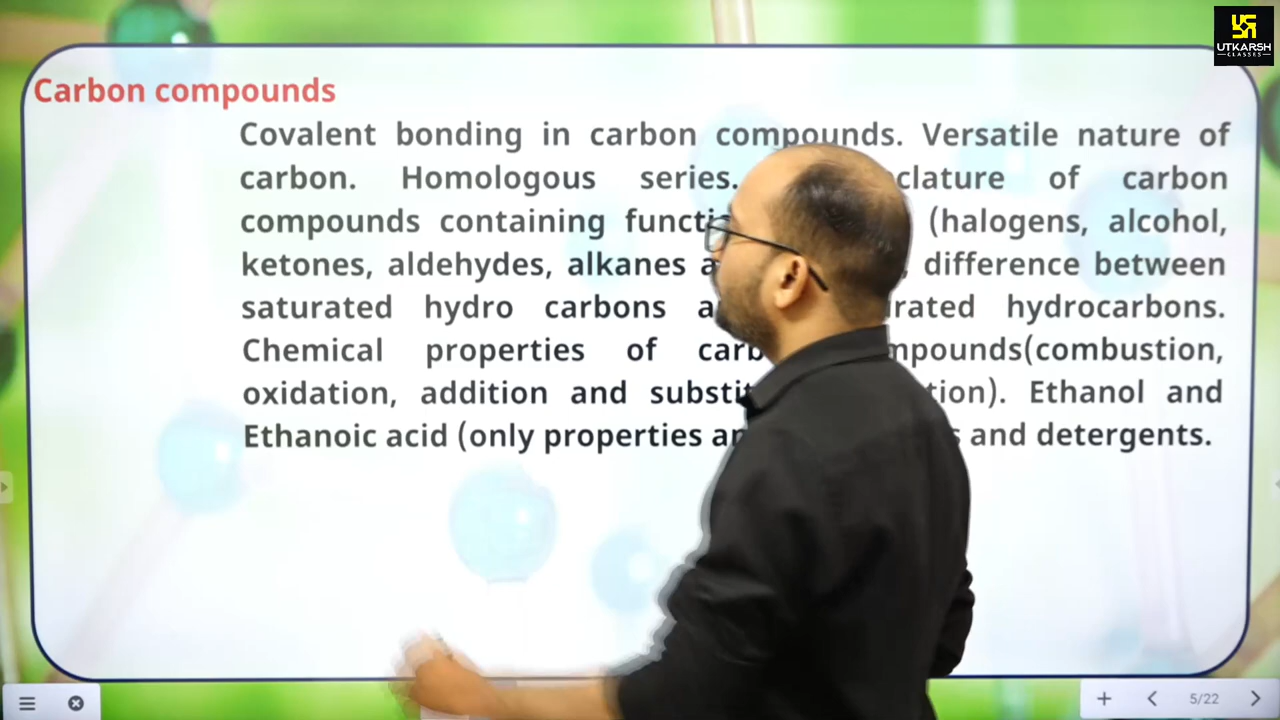 UTKARSH
CLASSES
Carbon compounds
Covalent bonding in carbon compounds. Versatile nature of
carbon. Homologous series. clature of carbon
compounds containing functi (halogens, alcohol,
ketones, aldehydes, alkanes a , difference between
saturated hydro carbons a rated hydrocarbons.
Chemical properties of carb mpounds(combustion,
oxidation, addition and substit tion). Ethanol and
Ethanoic acid (only properties an s and detergents.
5/22